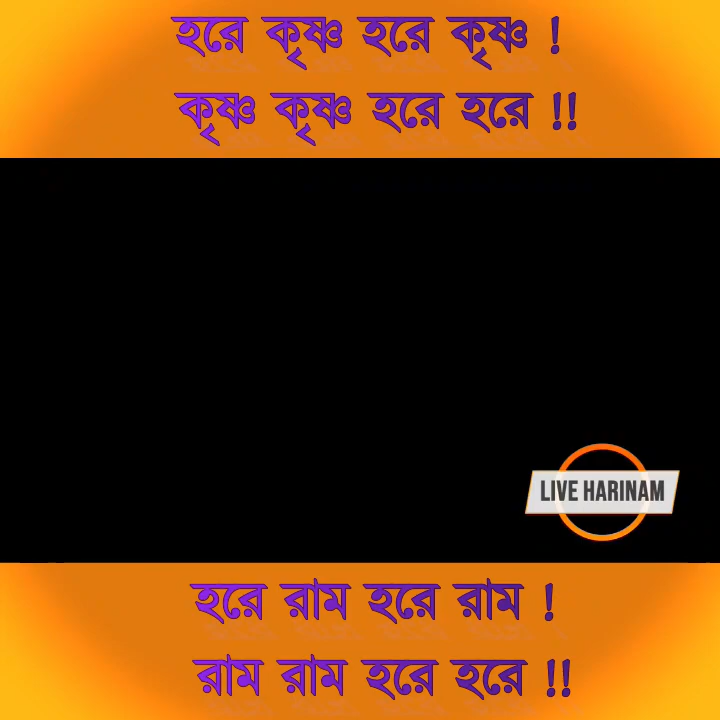 হরে কৃষ্ণ হরে কৃষ্ণ !
কৃষ্ণ কৃষ্ণ হরে হরে !!
LIVE HARINAM
হরে রাম হরে রাম !
রাম রাম হরে হরে !!